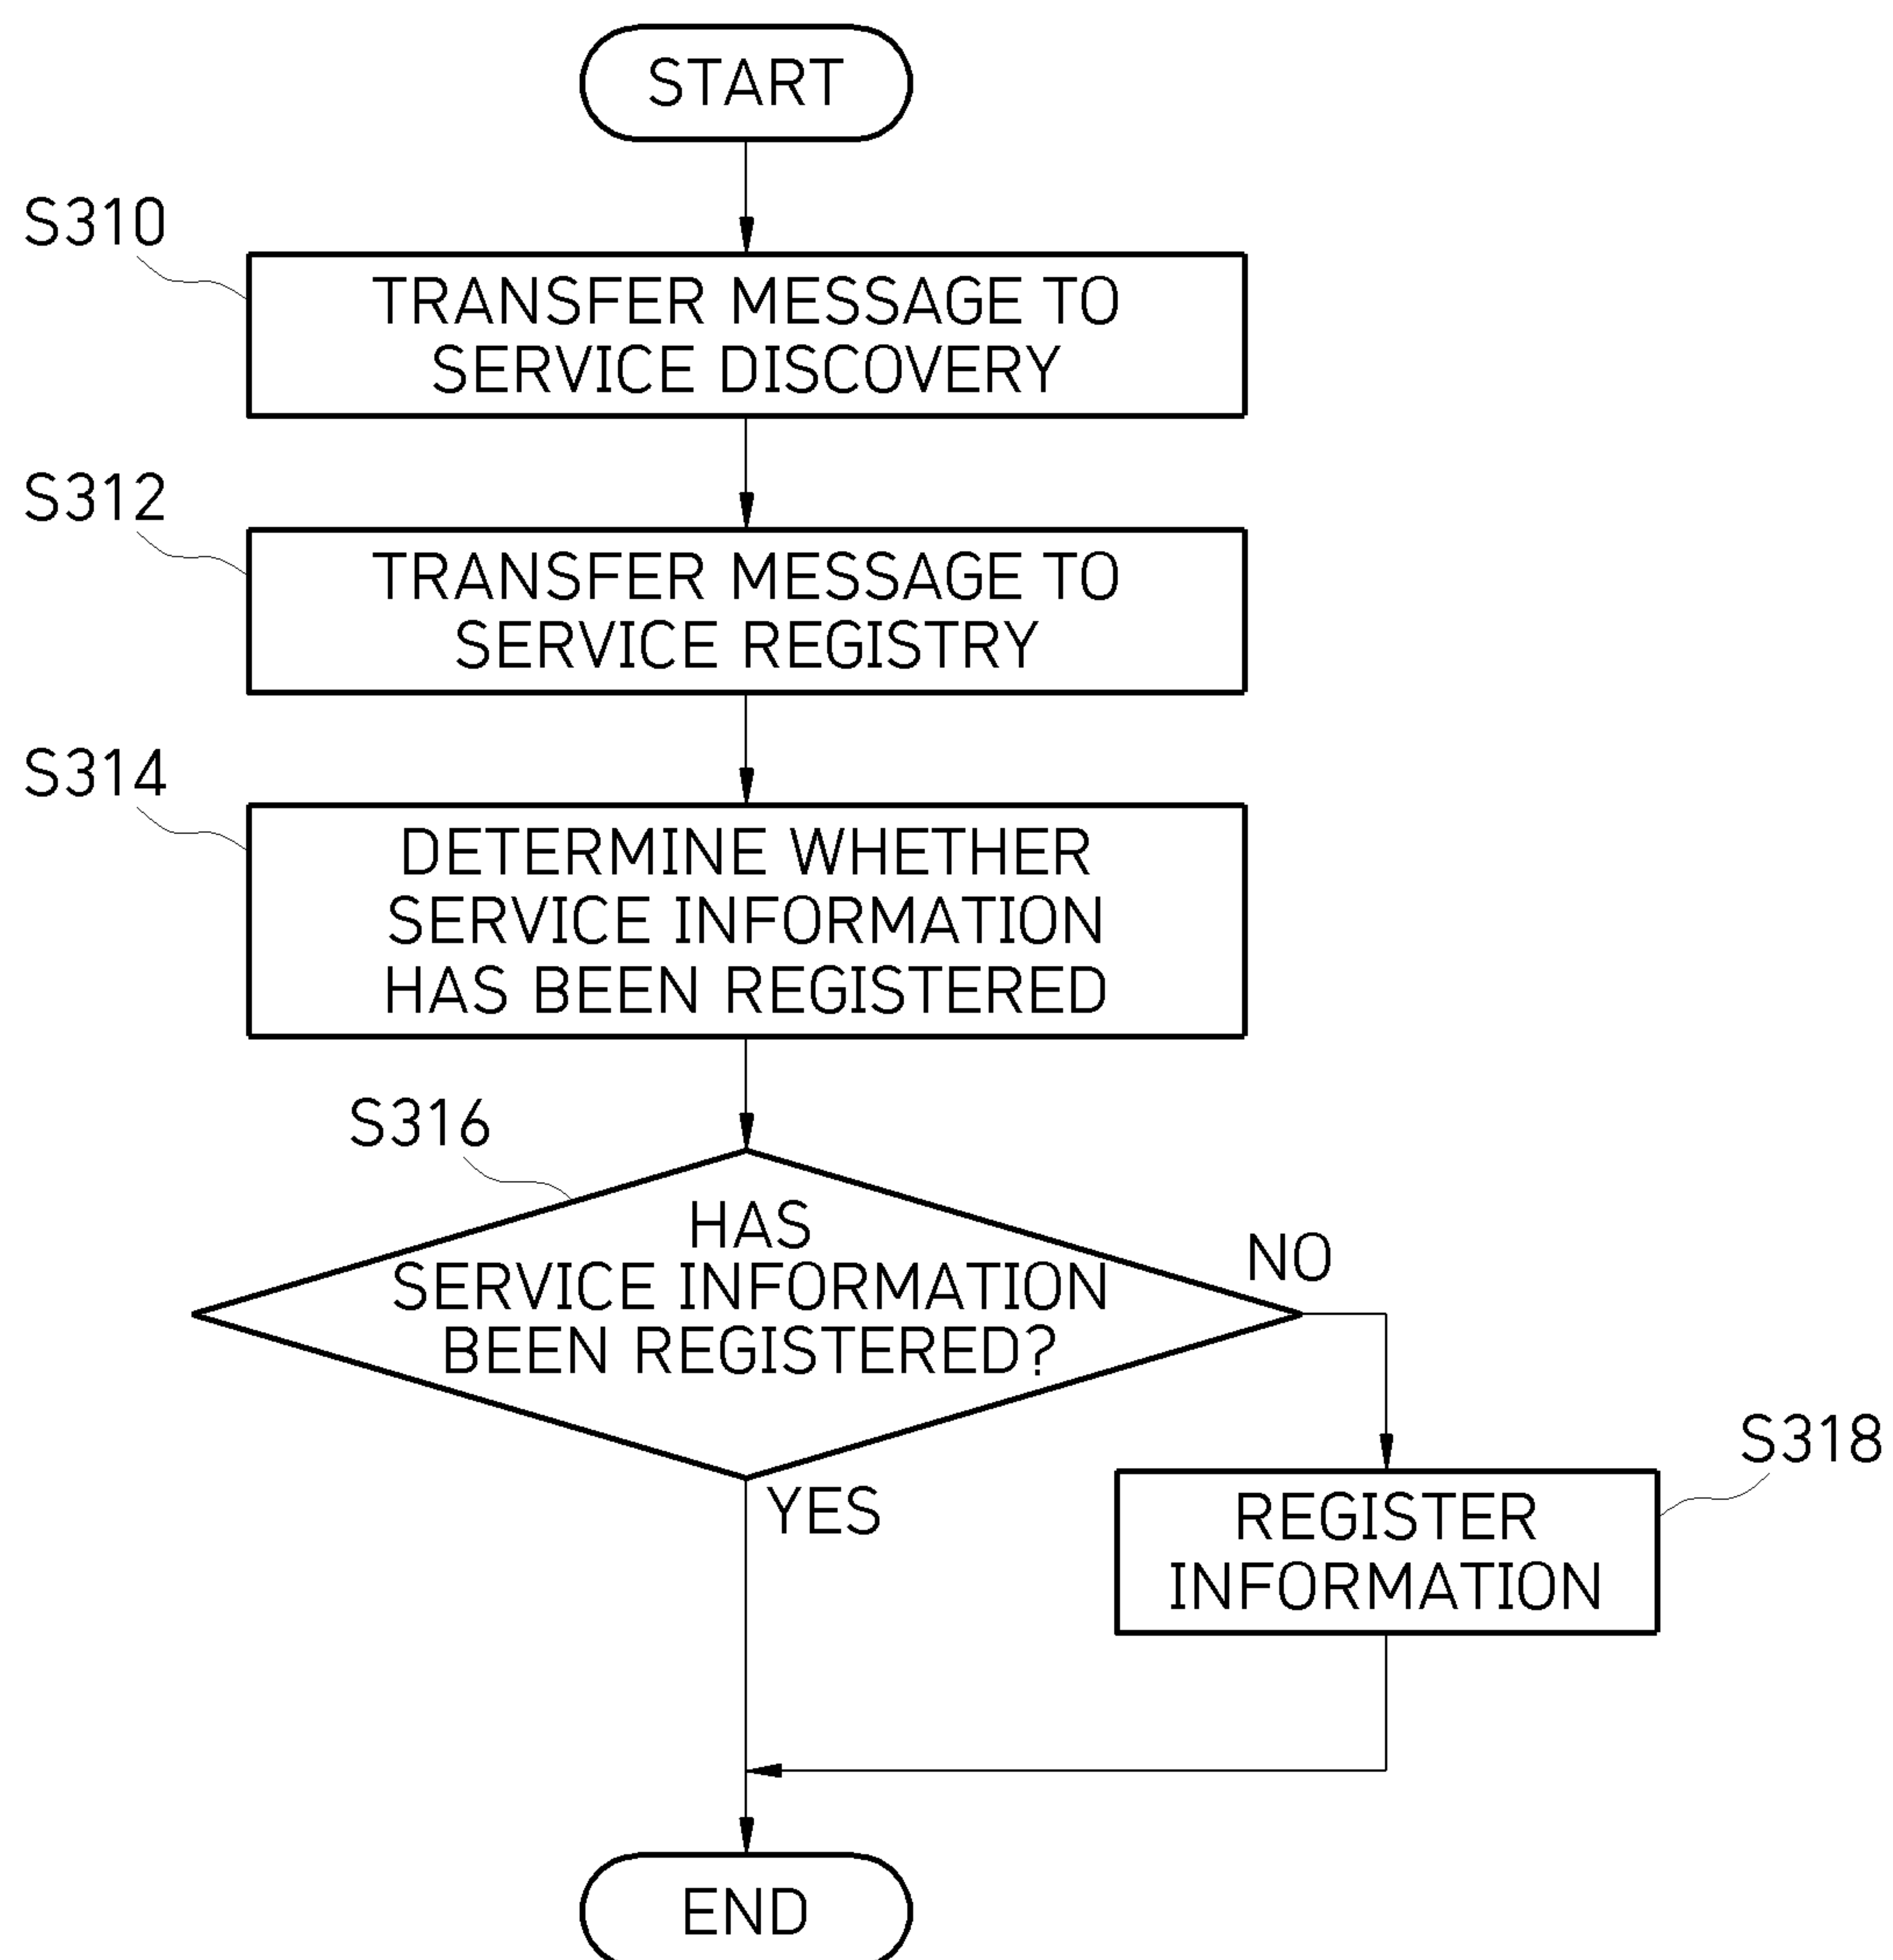 START
S310
TRANSFER MESSAGE TO
SERVICE DISCOVERY
S312
TRANSFER MESSAGE TO
SERVICE REGISTRY
S314
DETERMINE WHETHER
SERVICE INFORMATION
HAS BEEN REGISTERED
S316
HAS
SERVICE INFORMATION
BEEN REGISTERED?
NO
YES
S318
REGISTER
INFORMATION
END